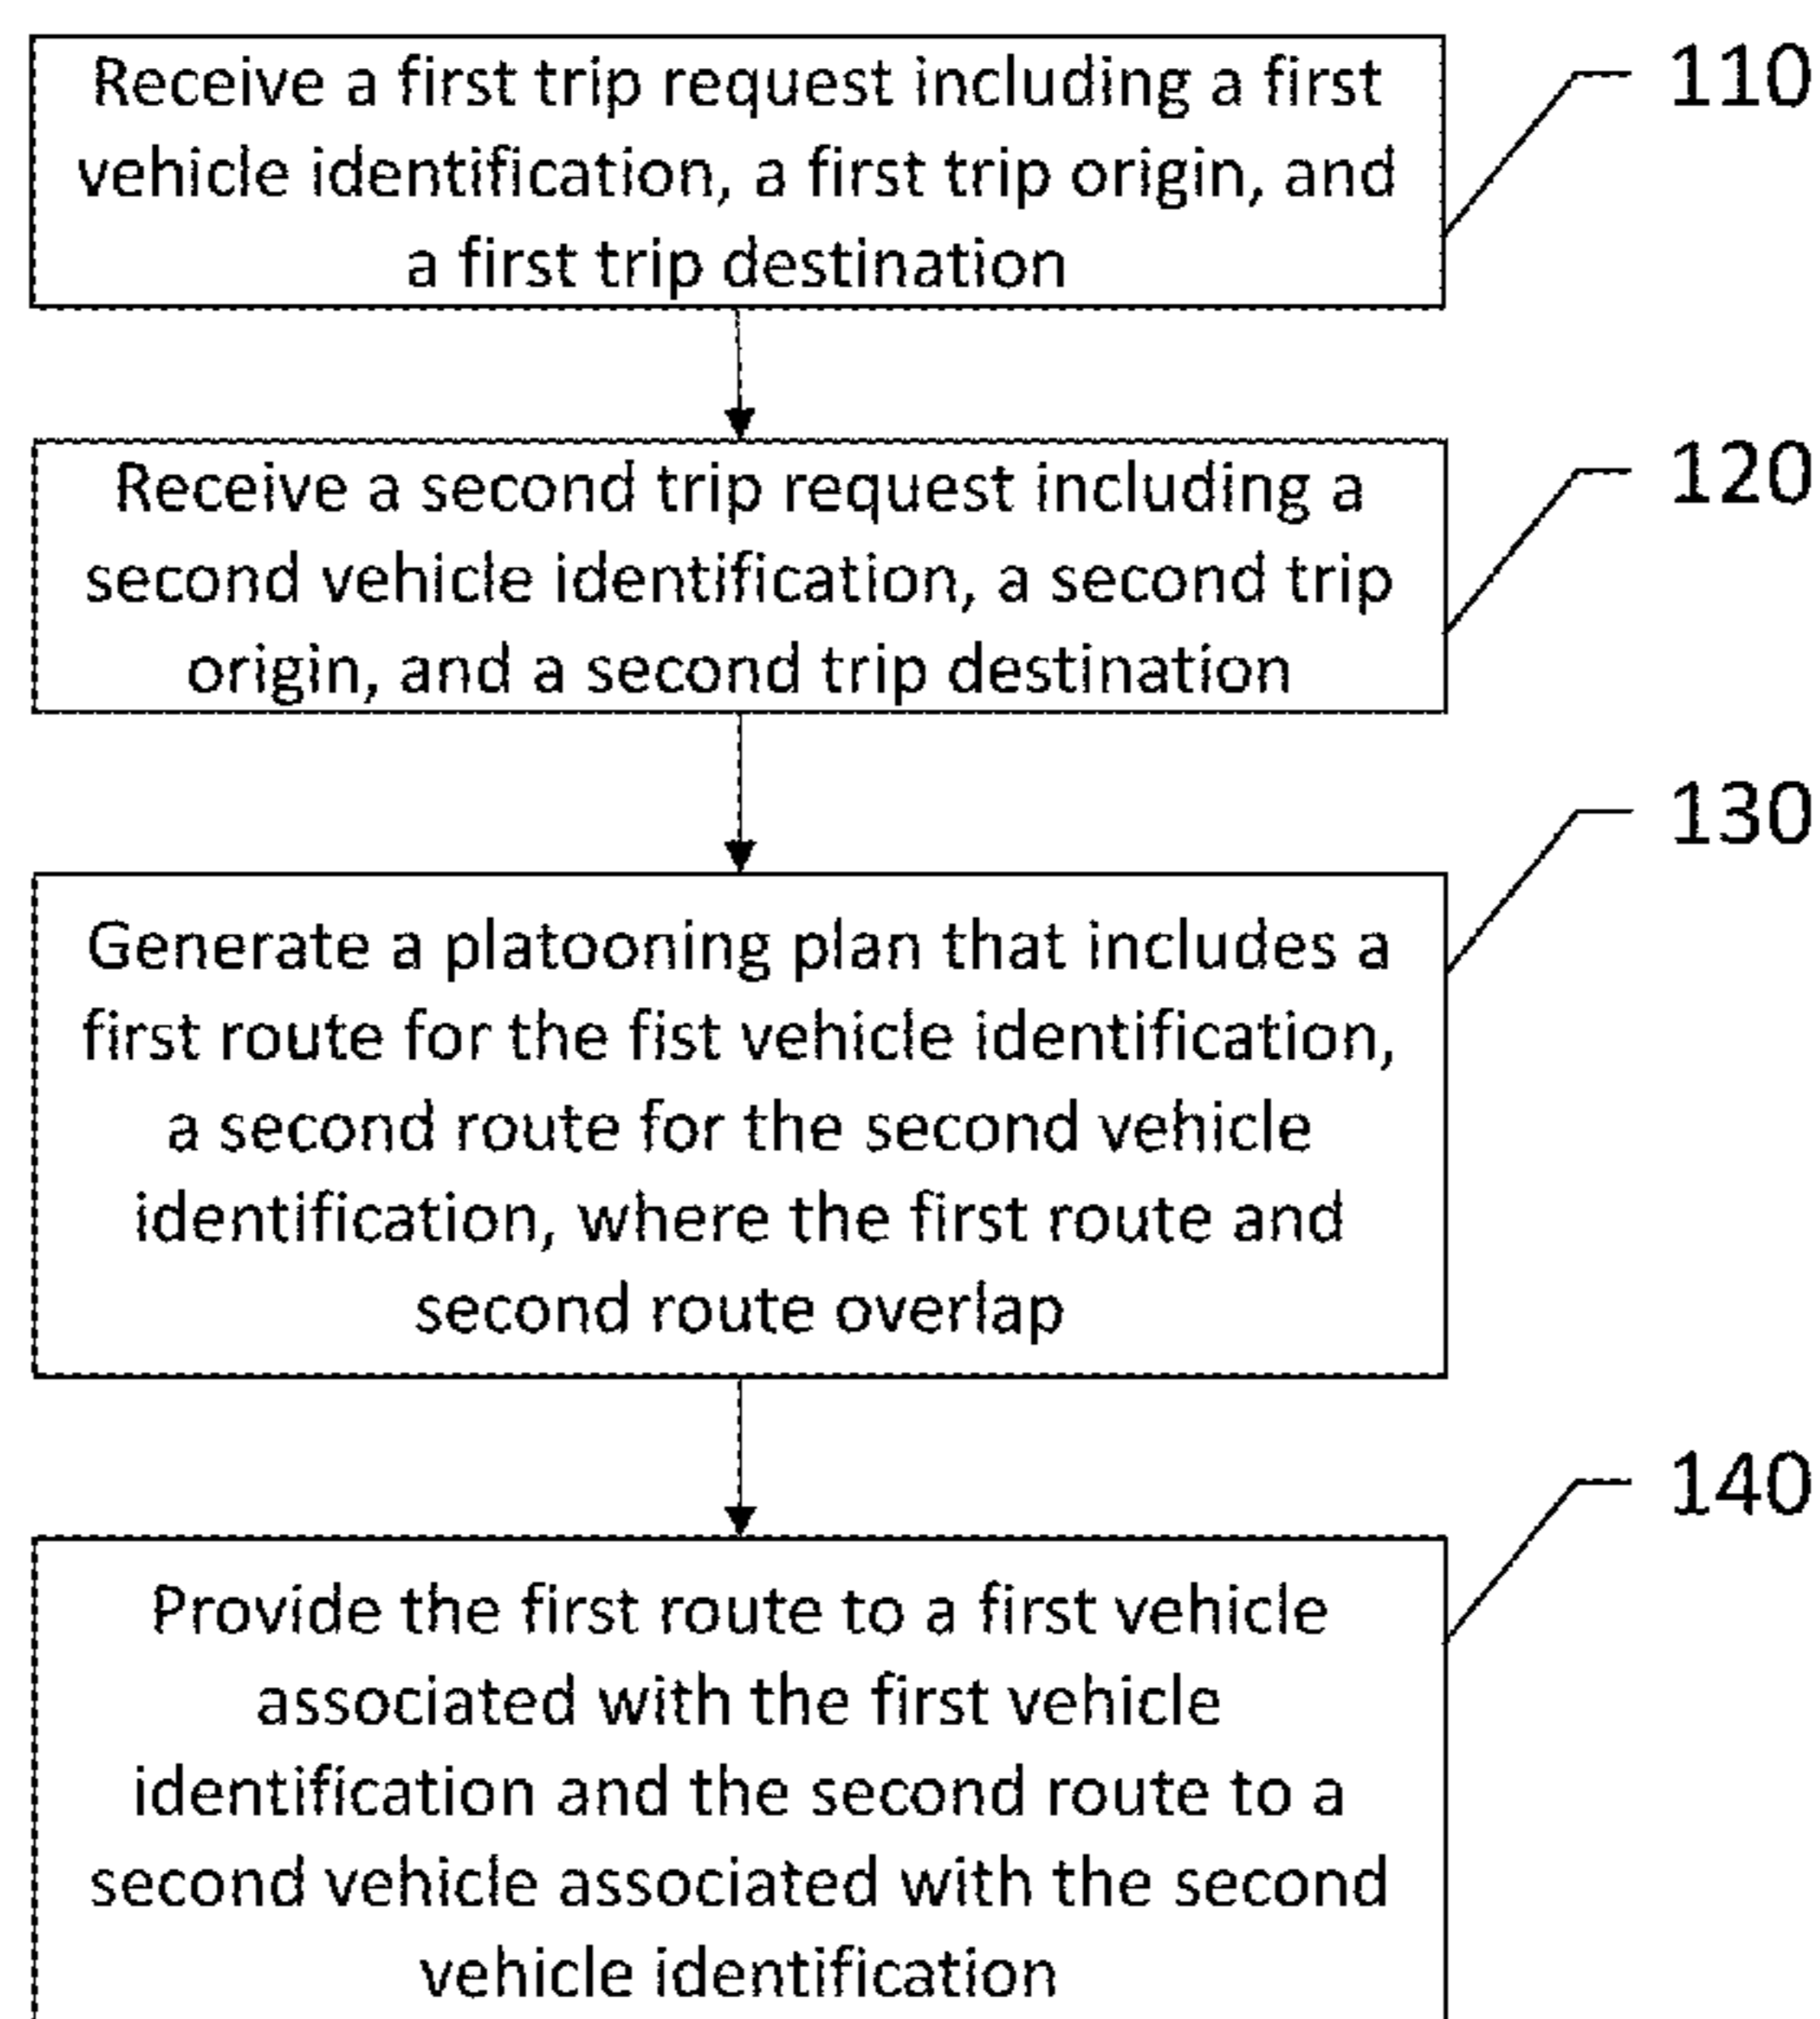 Receive a first trip request including a first
vehicle identification, a first trip origin, and
a first trip destination
110
Receive a second trip request including a
second vehicle identification, a second trip
origin, and a second trip destination
120
Generate a platooning plan that includes a
first route for the fist vehicle identification,
a second route for the second vehicle
identification, where the first route and
second route overlap
130
Provide the first route to a first vehicle
associated with the first vehicle
identification and the second route to a
second vehicle associated with the second
vehicle identification
140